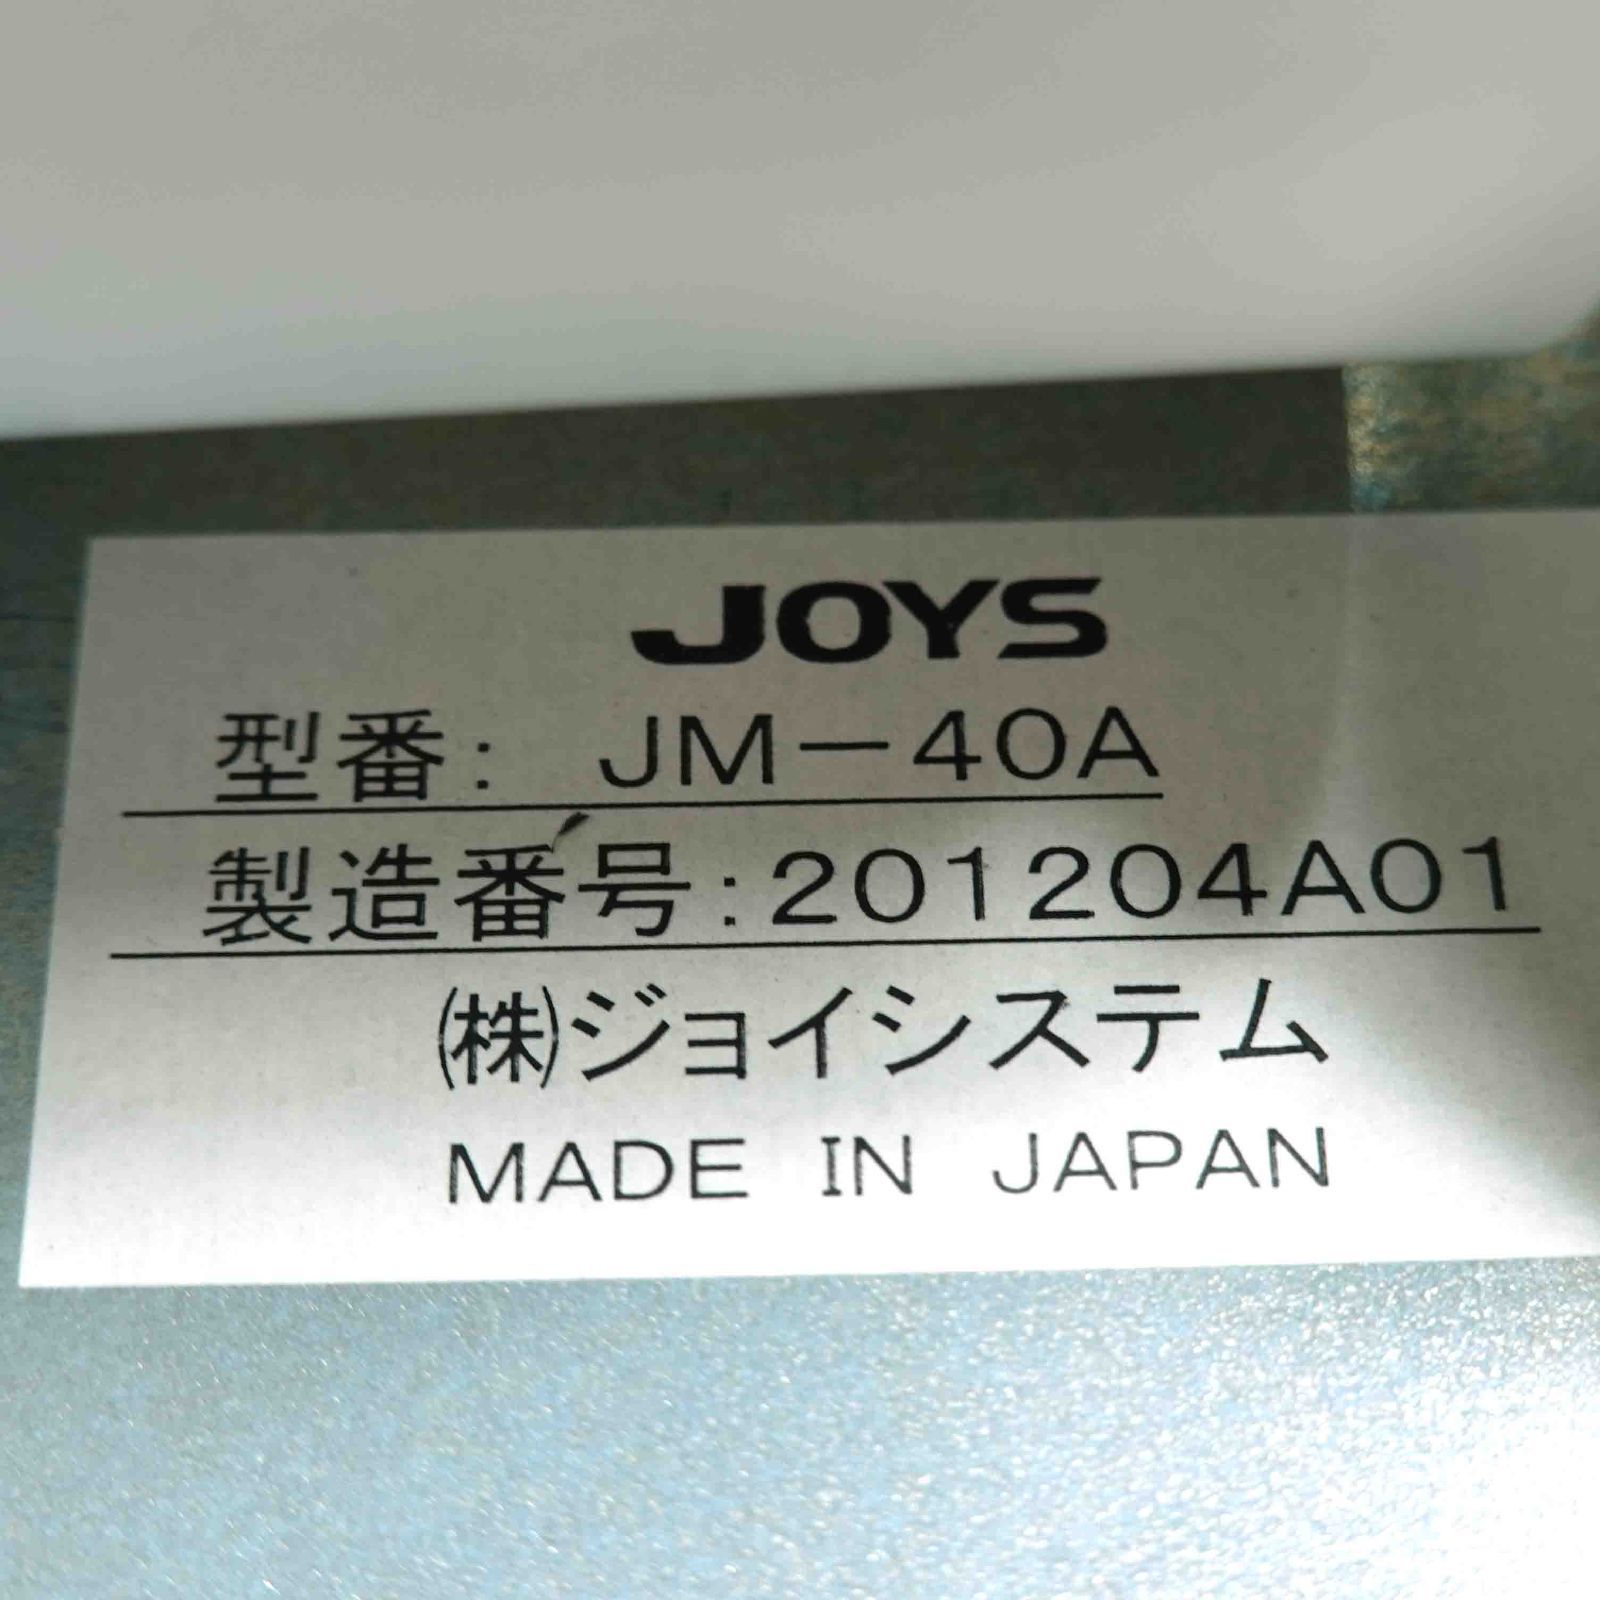 JOYS
型番: JM-40A
製造番号:201204A01
(株)ジョイシステム
MADE IN JAPAN